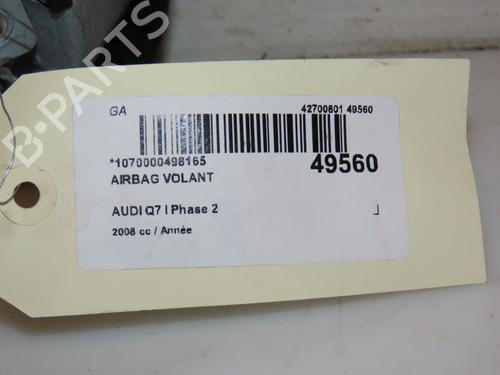 GA
42700801 49560
*1070000498165
49560
AIRBAG VOLANT
AUDI Q7 I Phase 2
2008 cc / Année
B-PARTS